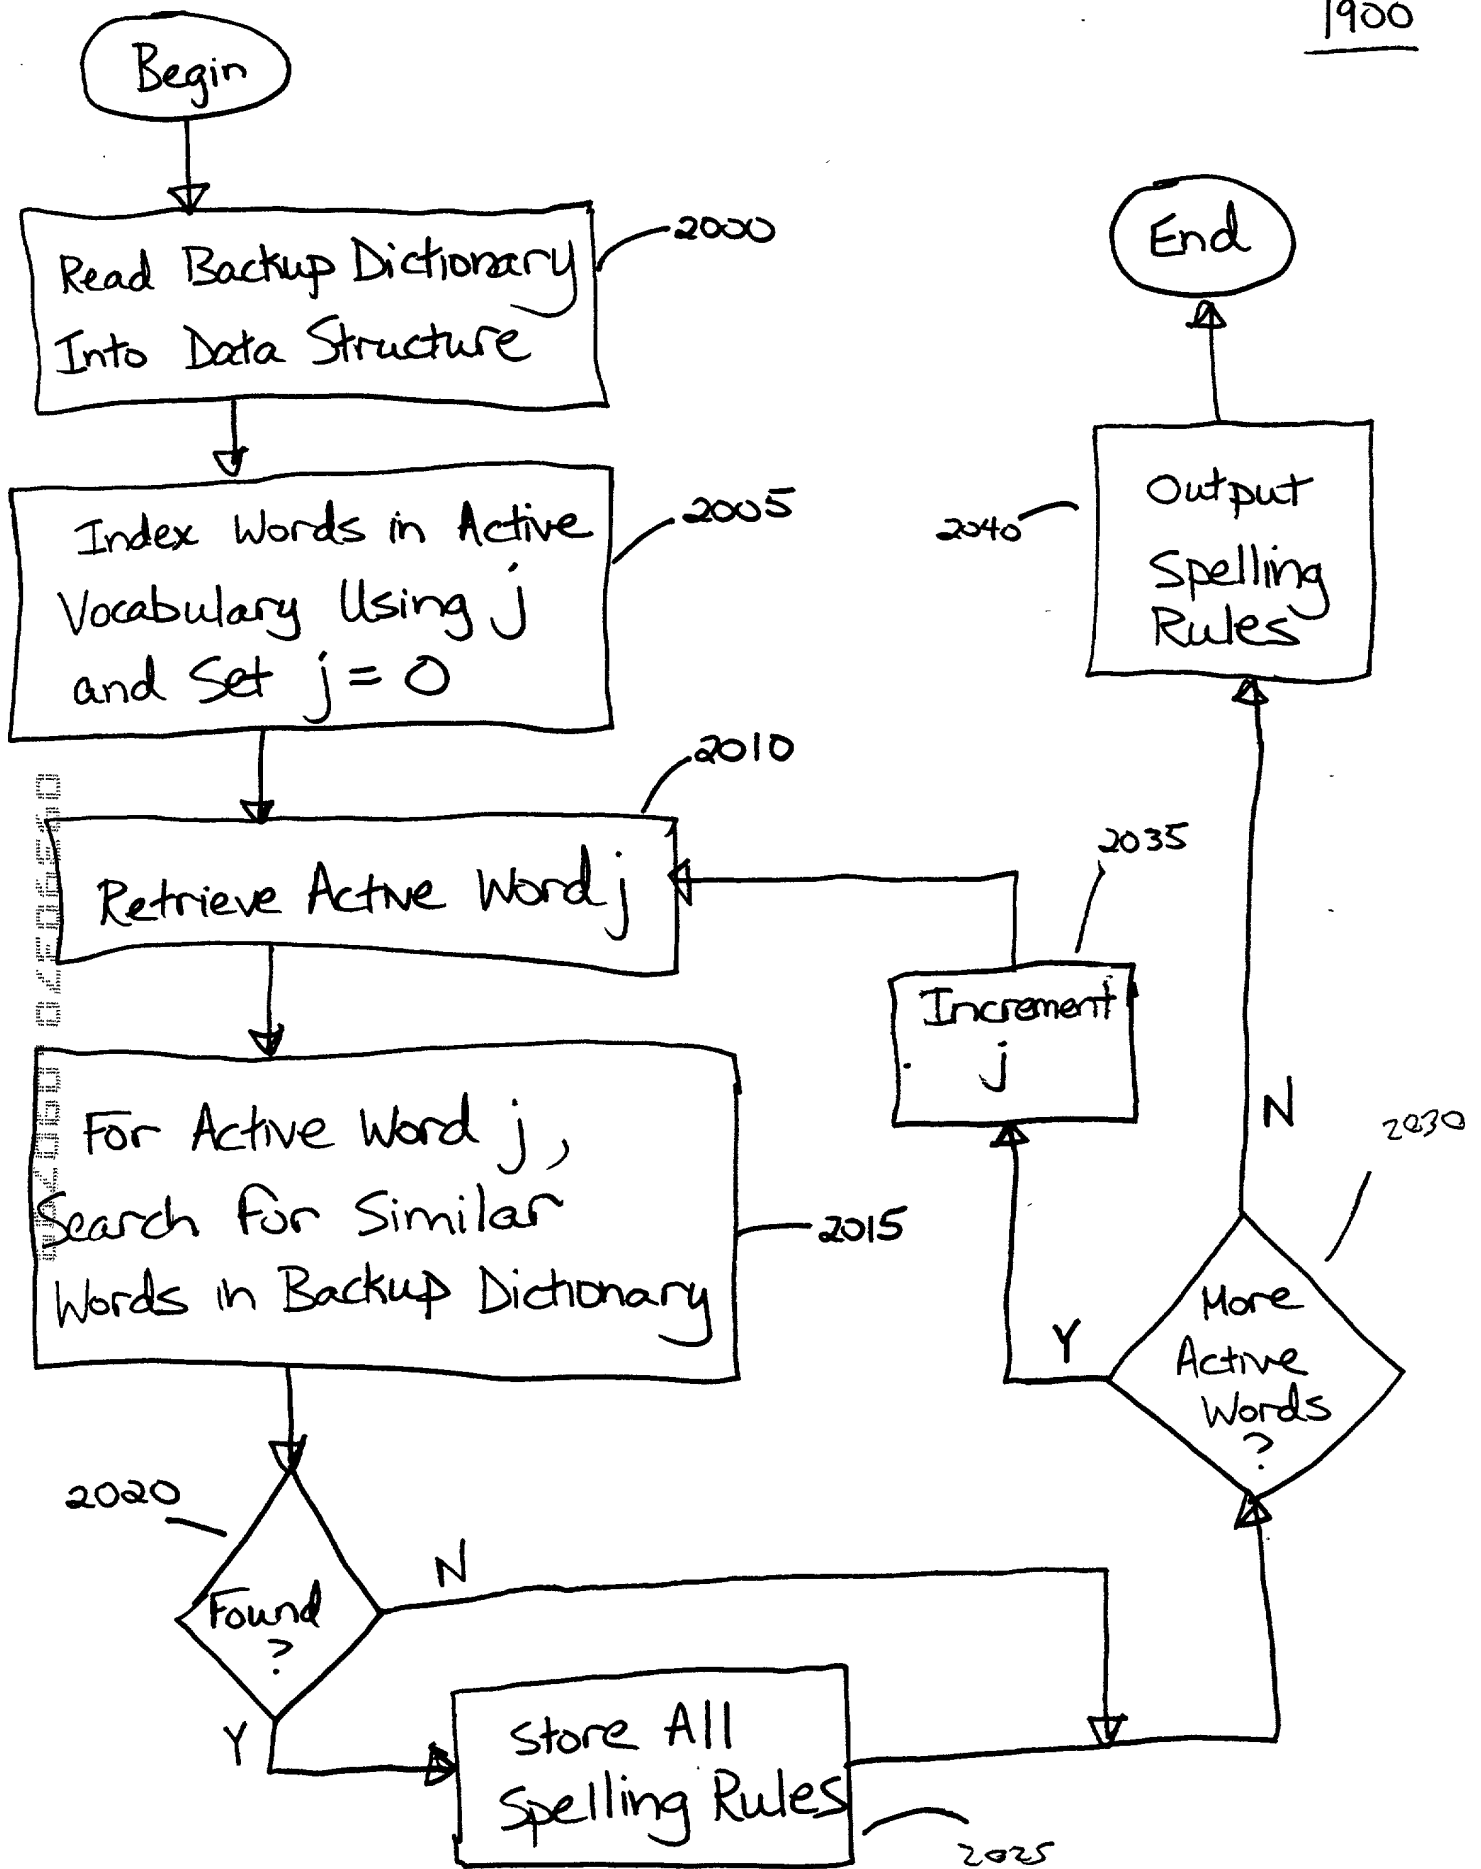 1900
Begin
2000
Read Backup Dictionary
Into Data Structure
2005
Index Words in Active
Vocabulary Using j
and Set j = 0
2010
Retrieve Active Word j
2015
For Active Word j,
Search for Similar
Words in Backup Dictionary
2020
Found
?
N
Y
Store All
Spelling Rules
2025
2030
More
Active
Words
?
Y
N
2035
Increment
j
2040
Output
Spelling
Rules
End